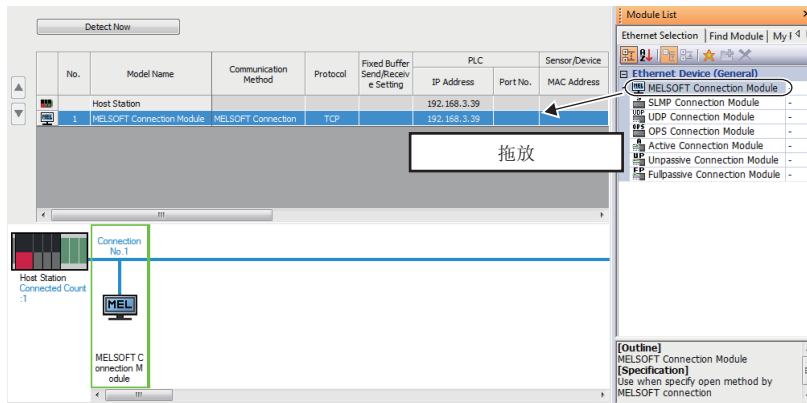 Detect Now
No.
Model Name
Communication
Method
Protocol
Fixed Buffer
Send/Receiv
e Setting
PLC
IP Address
Port No.
Sensor/Device
MAC Address
Host Station
192.168.3.39
1
MELSOFT Connection Module
MELSOFT Connection
TCP
192.168.3.39
拖放
Connection
No.1
Host Station
Connected Count
:1
MEL
MELSOFT C
onnection M
odule
Module List
Ethernet Selection
Find Module
My F
Ethernet Device (General)
MELSOFT Connection Module -
SLMP Connection Module -
UDP Connection Module -
OPS Connection Module -
Active Connection Module -
Unpassive Connection Module -
Fullpassive Connection Module -
[Outline]
MELSOFT Connection Module
[Specification]
Use when specify open method by
MELSOFT connection